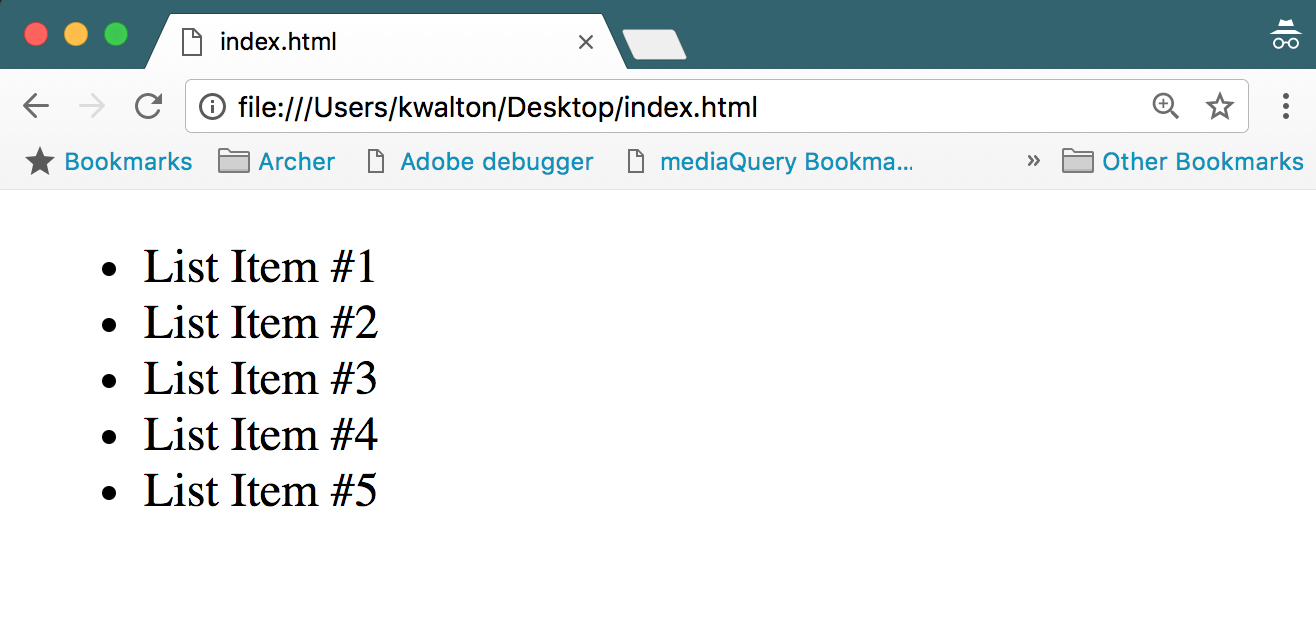 index.html
file:///Users/kwalton/Desktop/index.html
Bookmarks Archer Adobe debugger mediaQuery Bookma... » Other Bookmarks
• List Item #1
• List Item #2
• List Item #3
• List Item #4
• List Item #5